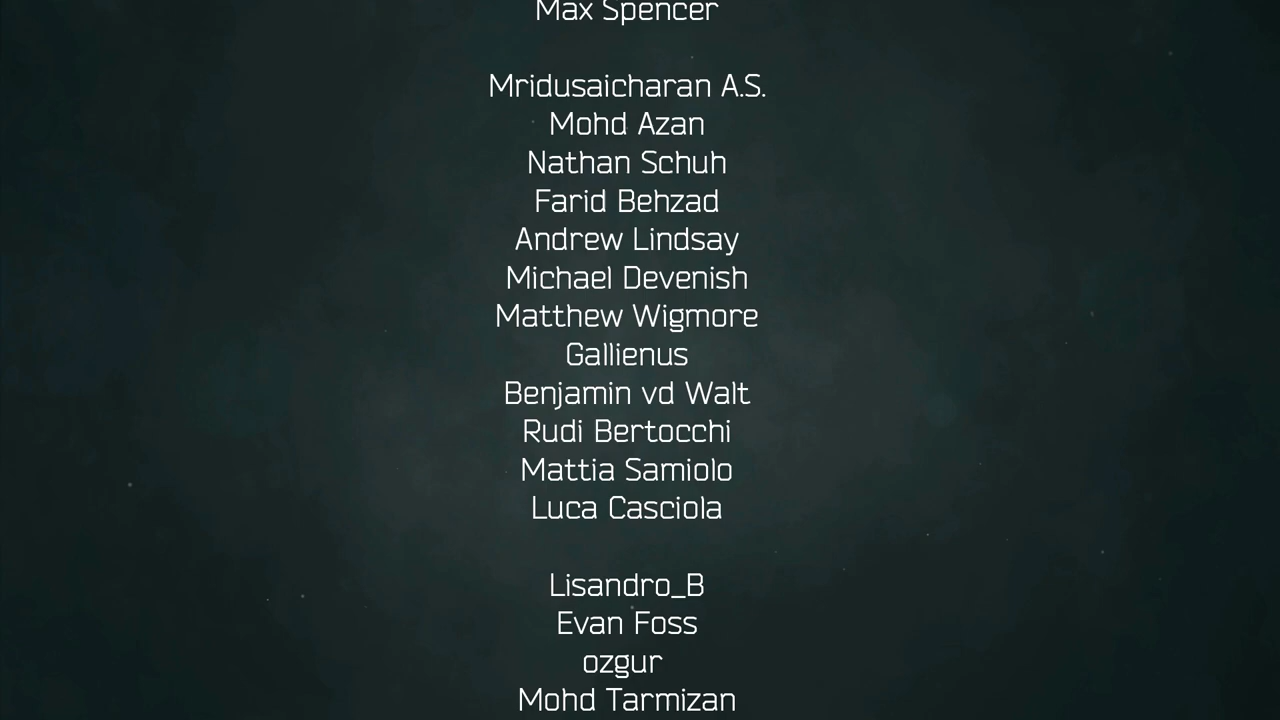 Max Spencer
Mridusaicharan A.S.
Mohd Azan
Nathan Schuh
Farid Behzad
Andrew Lindsay
Michael Devenish
Matthew Wigmore
Gallienus
Benjamin vd Walt
Rudi Bertocchi
Mattia Samiolo
Luca Casciola
Lisandro_B
Evan Foss
ozgur
Mohd Tarmizan